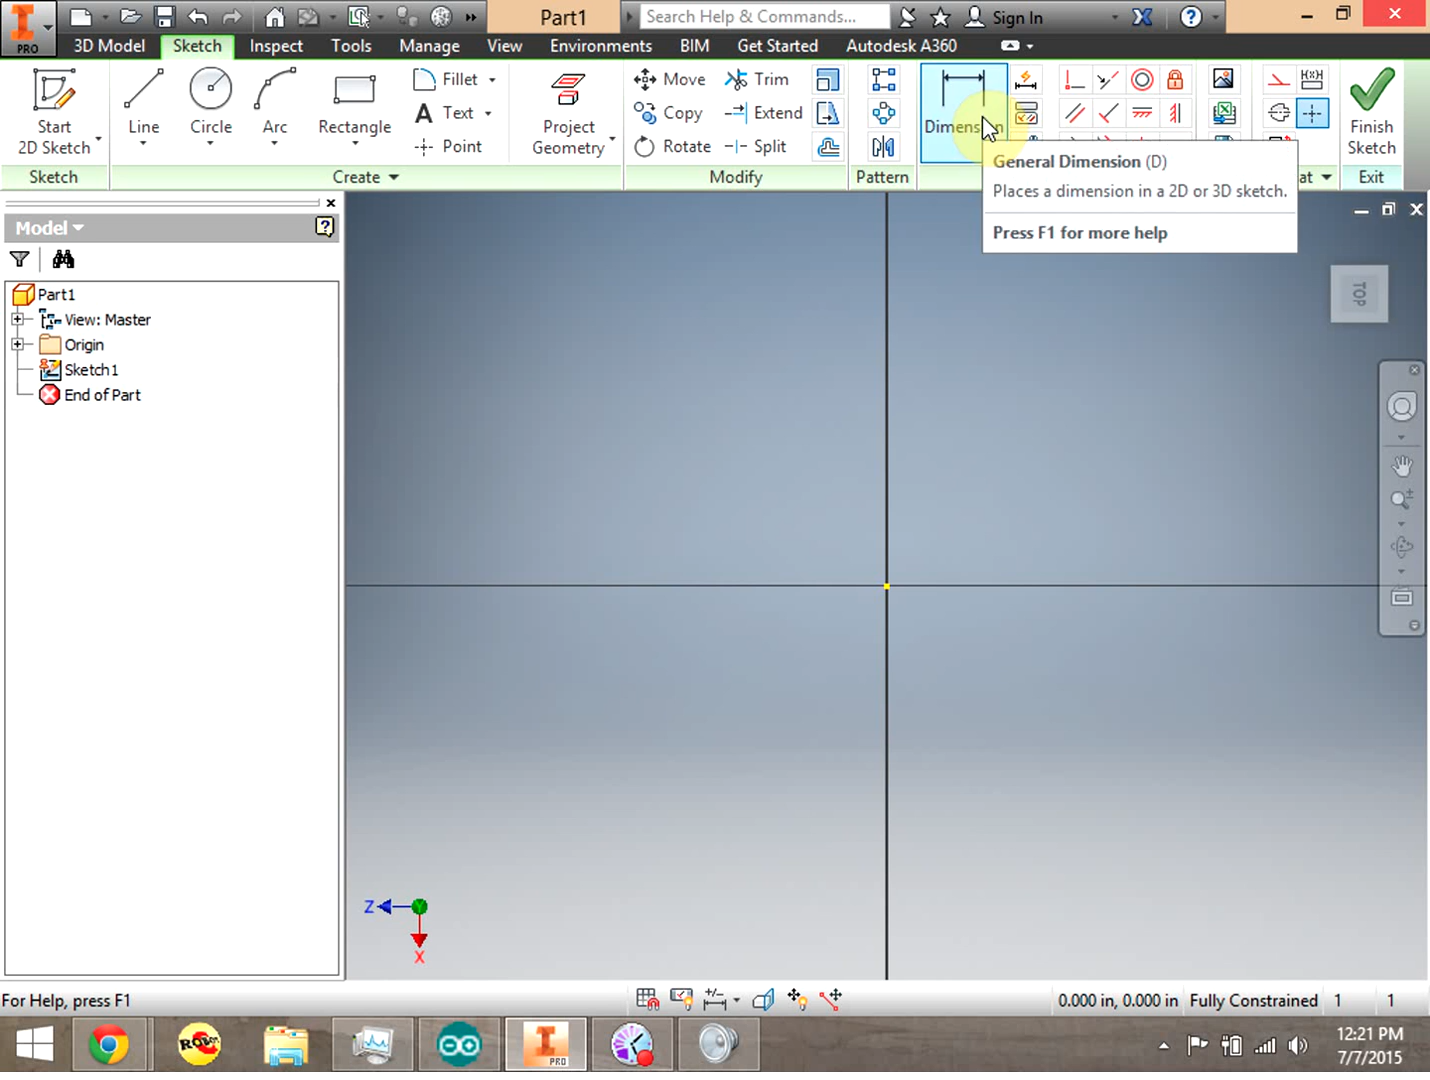 PRO
Part1
Search Help & Commands...
Sign In
3D Model
Sketch
Inspect
Tools
Manage
View
Environments
BIM
Get Started
Autodesk A360
Start
2D Sketch
Line
Circle
Arc
Rectangle
Fillet
Text
Point
Project
Geometry
Move
Copy
Rotate
Trim
Extend
Split
Finish
Sketch
Sketch
Create
Modify
Pattern
Exit
General Dimension (D)
Places a dimension in a 2D or 3D sketch.
Press F1 for more help
Model
Part1
View: Master
Origin
Sketch1
End of Part
TOP
Z
X
For Help, press F1
0.000 in, 0.000 in
Fully Constrained
1
1
PRO
12:21 PM
7/7/2015